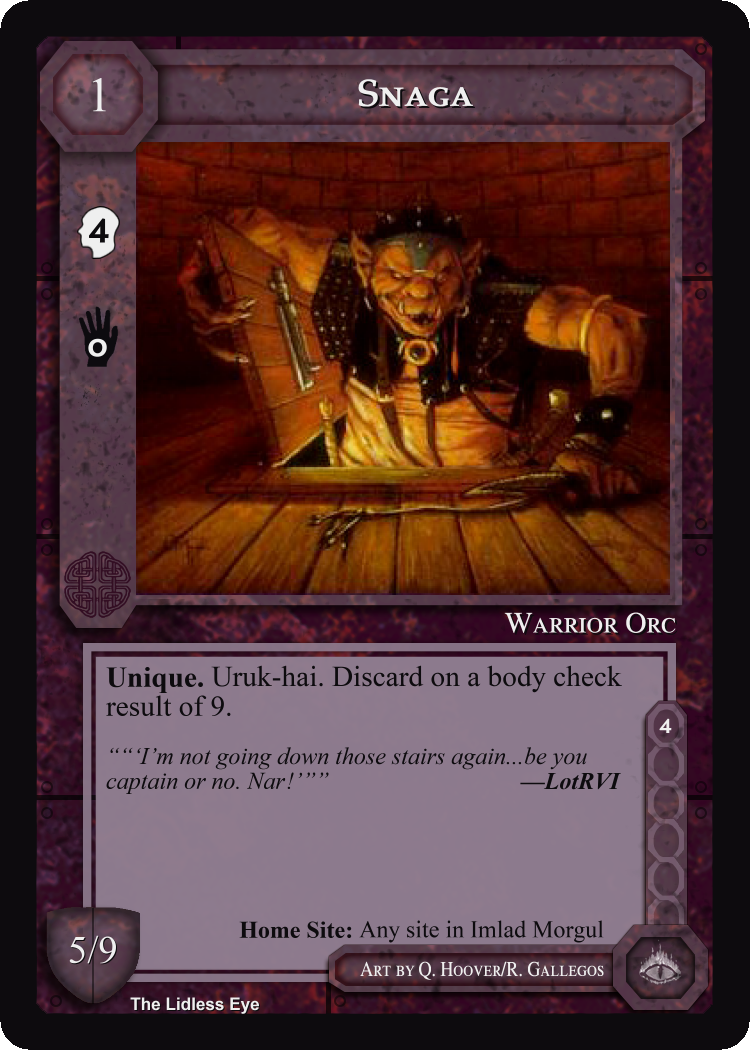 1
Snaga
4
0
Warrior Orc
Unique. Uruk-hai. Discard on a body check
result of 9.
““‘I’m not going down those stairs again...be you
captain or no. Nar!’”” —LotRVI
4
Home Site: Any site in Imlad Morgul
5/9
Art by Q. Hoover/R. Gallegos
The Lidless Eye